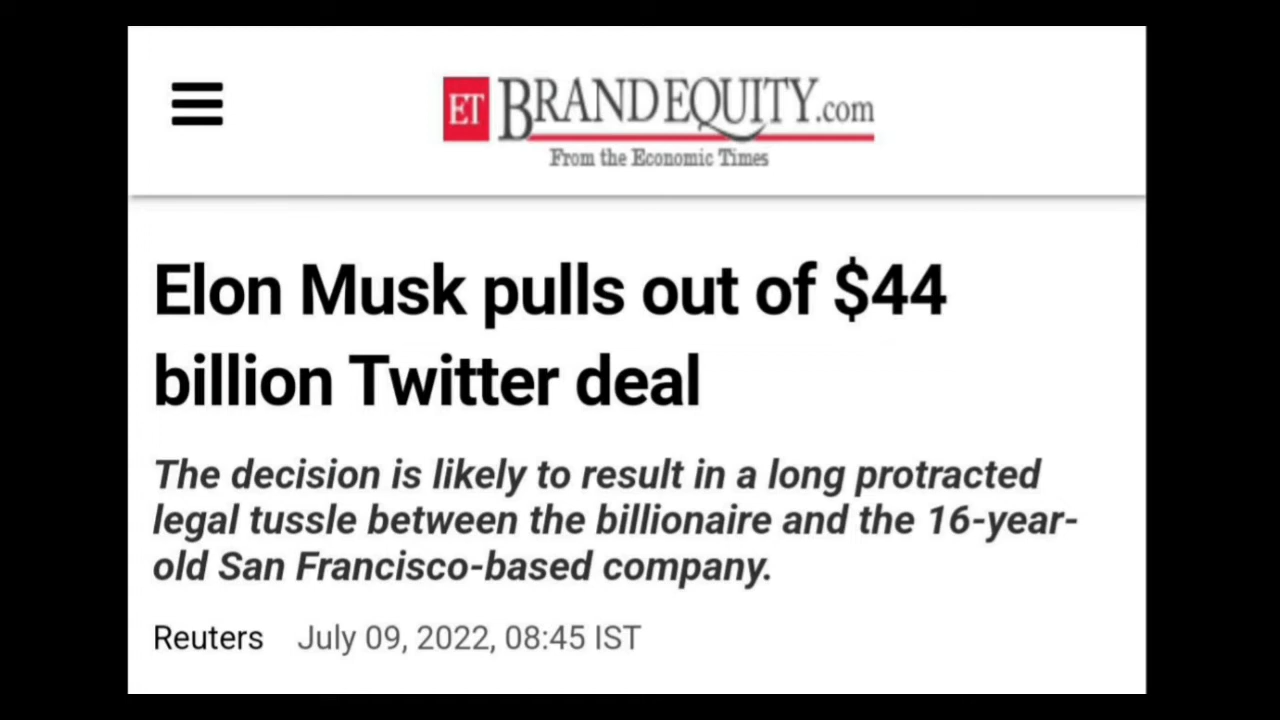 ET BRANDEQUITY.com
From the Economic Times
Elon Musk pulls out of $44
billion Twitter deal
The decision is likely to result in a long protracted
legal tussle between the billionaire and the 16-year-
old San Francisco-based company.
Reuters July 09, 2022, 08:45 IST